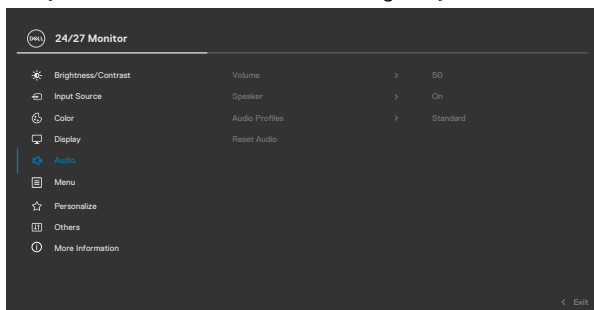 DELL 24/27 Monitor
Brightness/Contrast Volume > 50
Input Source Speaker > On
Color Audio Profiles > Standard
Display Reset Audio
Audio
Menu
Personalize
Others
More Information
< Exit